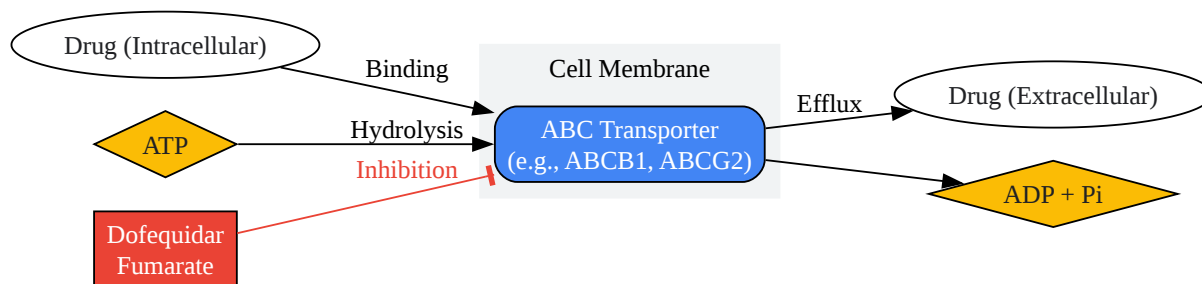 Drug (Intracellular)
Binding
Cell Membrane
Efflux
Drug (Extracellular)
ATP
Hydrolysis
ABC Transporter
(e.g., ABCB1, ABCG2)
Inhibition
ADP + Pi
Dofequidar
Fumarate